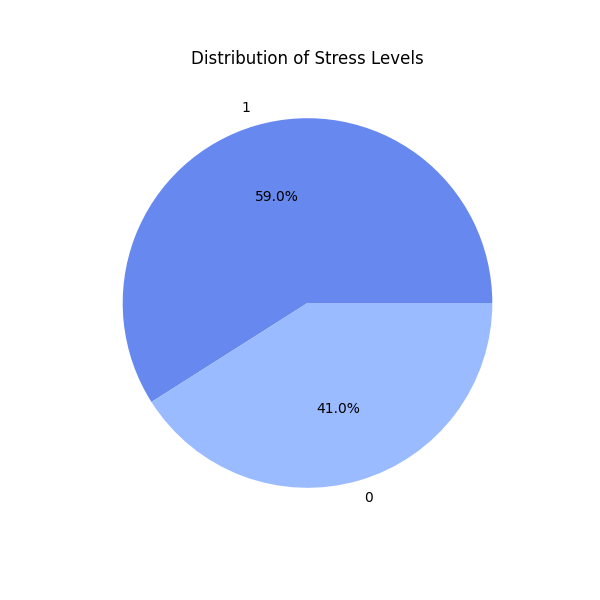 Distribution of Stress Levels
1
59.0%
41.0%
0